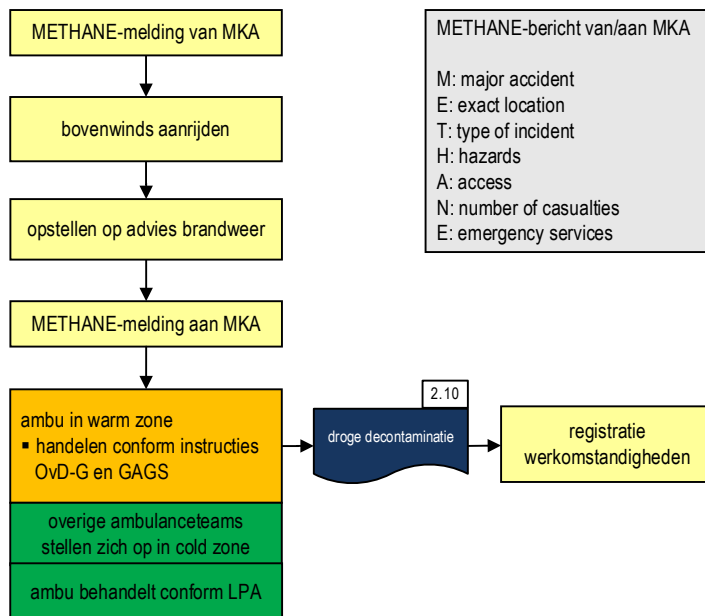 METHANE-melding van MKA
bovenwinds aanrijden
opstellen op advies brandweer
METHANE-melding aan MKA
ambu in warm zone
▪ handelen conform instructies
OvD-G en GAGS
overige ambulanceteams
stellen zich op in cold zone
ambu behandelt conform LPA
2.10
droge decontaminatie
registratie
werkomstandigheden
METHANE-bericht van/aan MKA
M: major accident
E: exact location
T: type of incident
H: hazards
A: access
N: number of casualties
E: emergency services